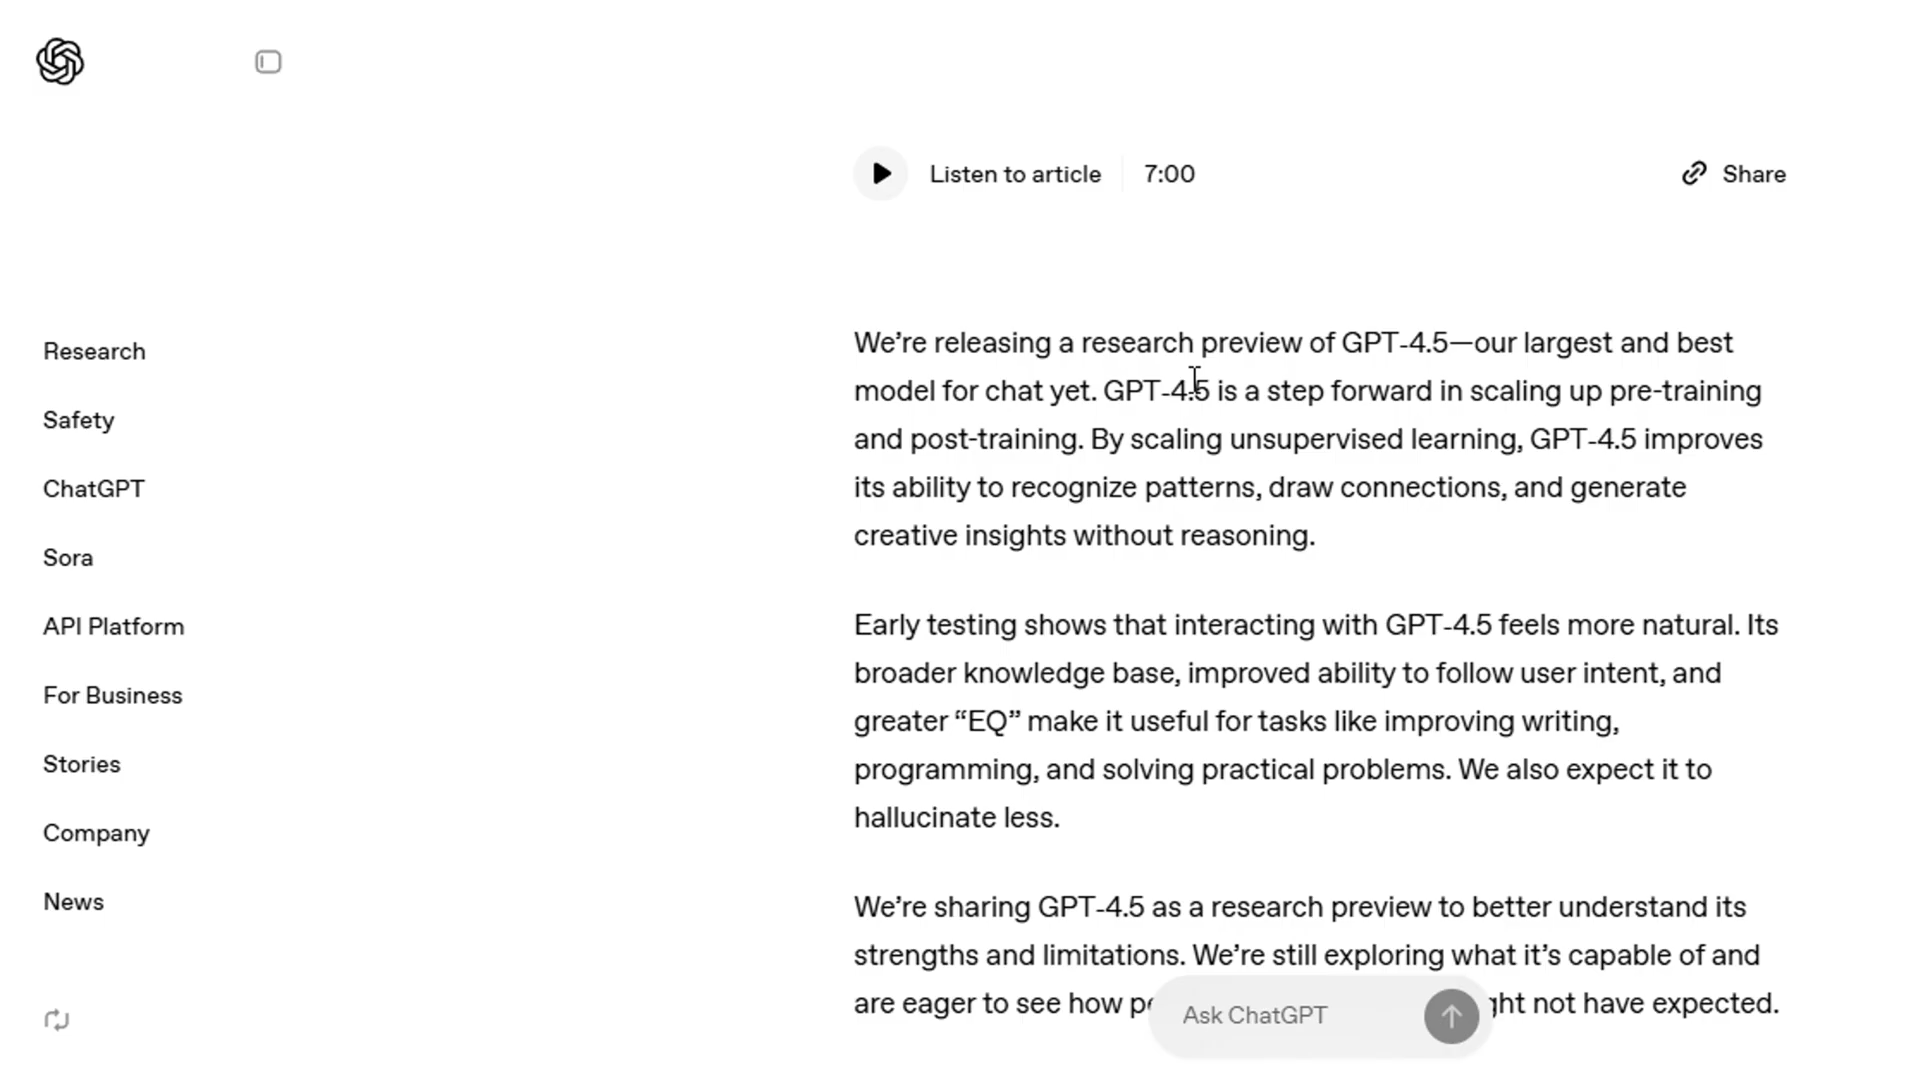 Listen to article
7:00
Share
Research
Safety
ChatGPT
Sora
API Platform
For Business
Stories
Company
News
We’re releasing a research preview of GPT-4.5—our largest and best
model for chat yet. GPT-4.5 is a step forward in scaling up pre-training
and post-training. By scaling unsupervised learning, GPT-4.5 improves
its ability to recognize patterns, draw connections, and generate
creative insights without reasoning.
Early testing shows that interacting with GPT-4.5 feels more natural. Its
broader knowledge base, improved ability to follow user intent, and
greater “EQ” make it useful for tasks like improving writing,
programming, and solving practical problems. We also expect it to
hallucinate less.
We’re sharing GPT-4.5 as a research preview to better understand its
strengths and limitations. We’re still exploring what it’s capable of and
are eager to see how not have expected.
Ask ChatGPT